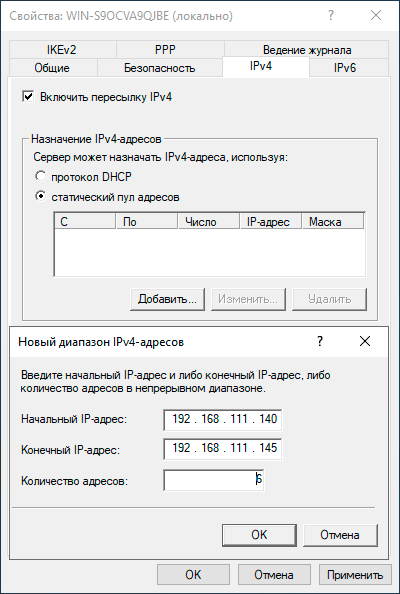 Свойства: WIN-S9OCVA9QJBE (локально) ? ×
IKEv2 PPP Ведение журнала
Общие Безопасность IPv4 IPv6
Включить пересылку IPv4
Назначение IPv4-адресов
Сервер может назначать IPv4-адреса, используя:
протокол DHCP
статический пул адресов
С По Число IP-адрес Маска
Добавить... Изменить... Удалить
Новый диапазон IPv4-адресов ? ×
Введите начальный IP-адрес и либо конечный IP-адрес, либо
количество адресов в непрерывном диапазоне.
Начальный IP-адрес: 192 . 168 . 111 . 140
Конечный IP-адрес: 192 . 168 . 111 . 145
Количество адресов: 6
OK Отмена
OK Отмена Применить